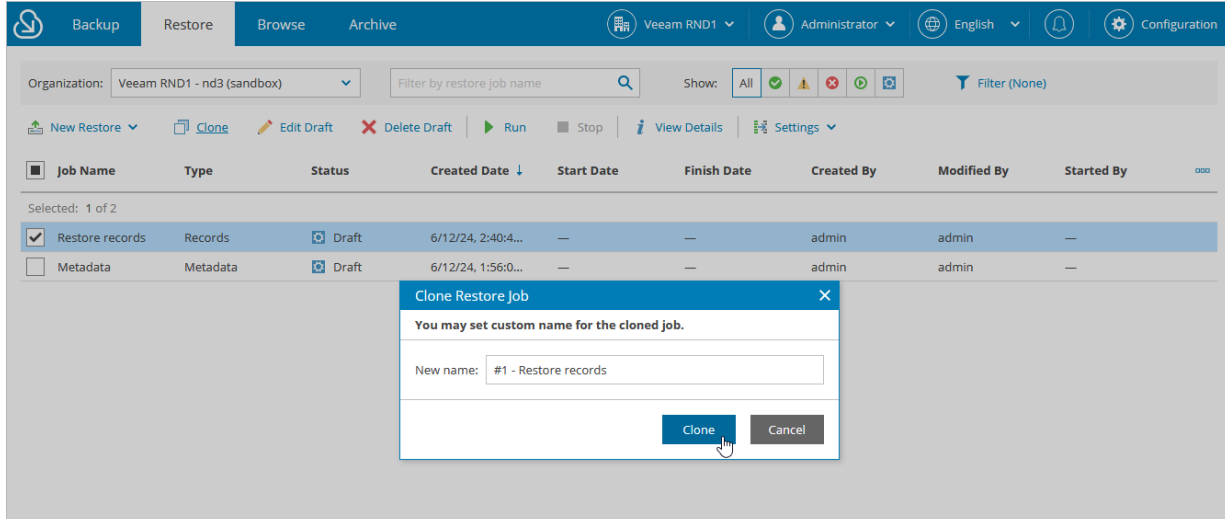 Backup Restore Browse Archive Veeam RND1 Administrator English Configuration
Organization: Veeam RND1 - nd3 (sandbox) Filter by restore job name Show: All Filter (None)
New Restore Clone Edit Draft Delete Draft Run Stop View Details Settings
Job Name Type Status Created Date ↓ Start Date Finish Date Created By Modified By Started By
Selected: 1 of 2
Restore records Records Draft 6/12/24, 2:40:4... — — admin admin —
Metadata Metadata Draft 6/12/24, 1:56:0... — — admin admin —
Clone Restore Job
You may set custom name for the cloned job.
New name: #1 - Restore records
Clone Cancel